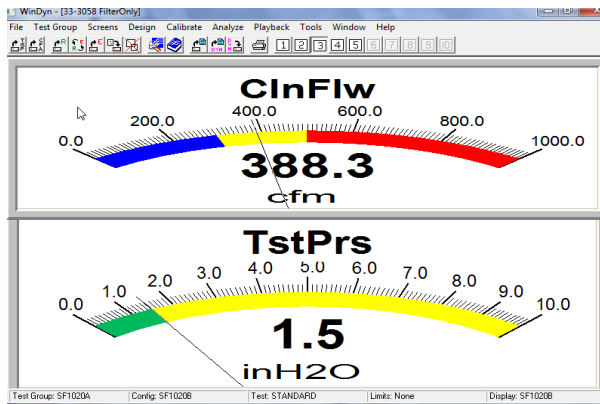 WinDyn - [33-3058 FilterOnly]
File Test Group Screens Design Calibrate Analyze Playback Tools Window Help
1 2 3 4 5 6 7 8 9 10
ClnFlw
0.0 200.0 400.0 600.0 800.0 1000.0
388.3
cfm
TstPrs
0.0 1.0 2.0 3.0 4.0 5.0 6.0 7.0 8.0 9.0 10.0
1.5
inH2O
Test Group: SF1020A Config: SF1020B Test: STANDARD Limits: None Display: SF1020B